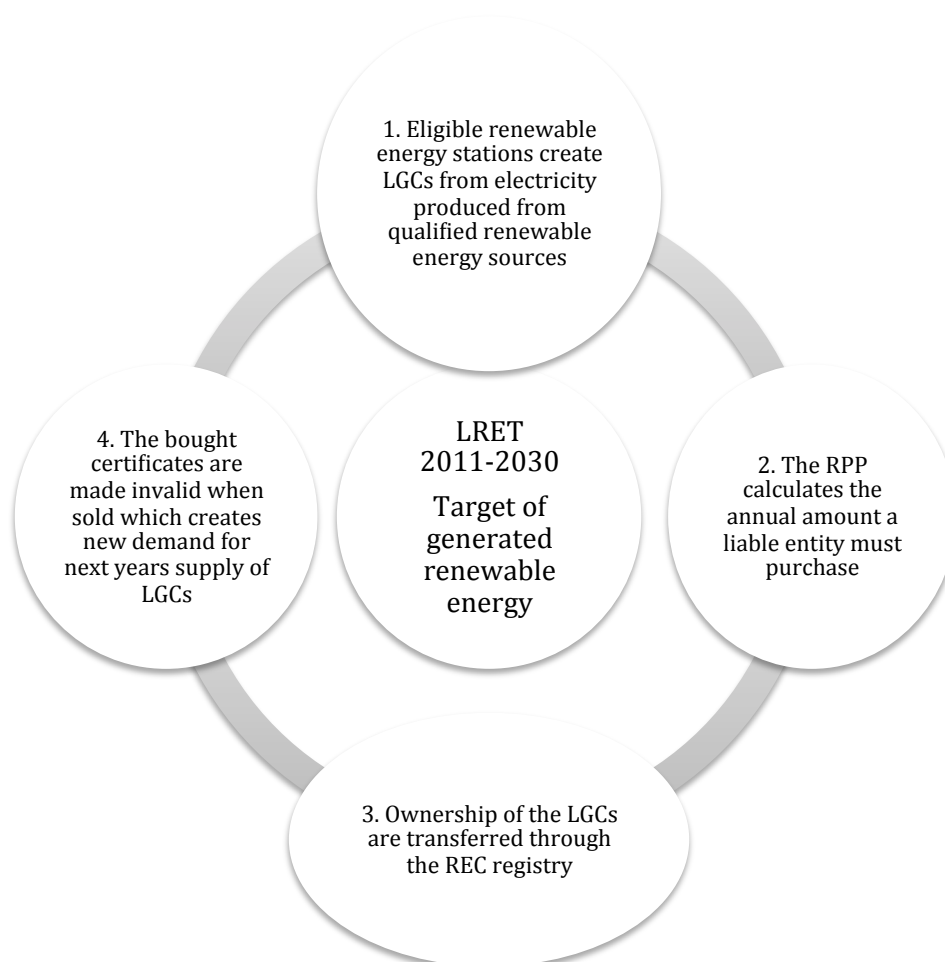 1. Eligible renewable
energy stations create
LGCs from electricity
produced from
qualified renewable
energy sources
LRET
2011-2030
Target of
generated
renewable
energy
2. The RPP
calculates the
annual amount a
liable entity must
purchase
3. Ownership of the LGCs
are transferred through
the REC registry
4. The bought
certificates are
made invalid when
sold which creates
new demand for
next years supply of
LGCs